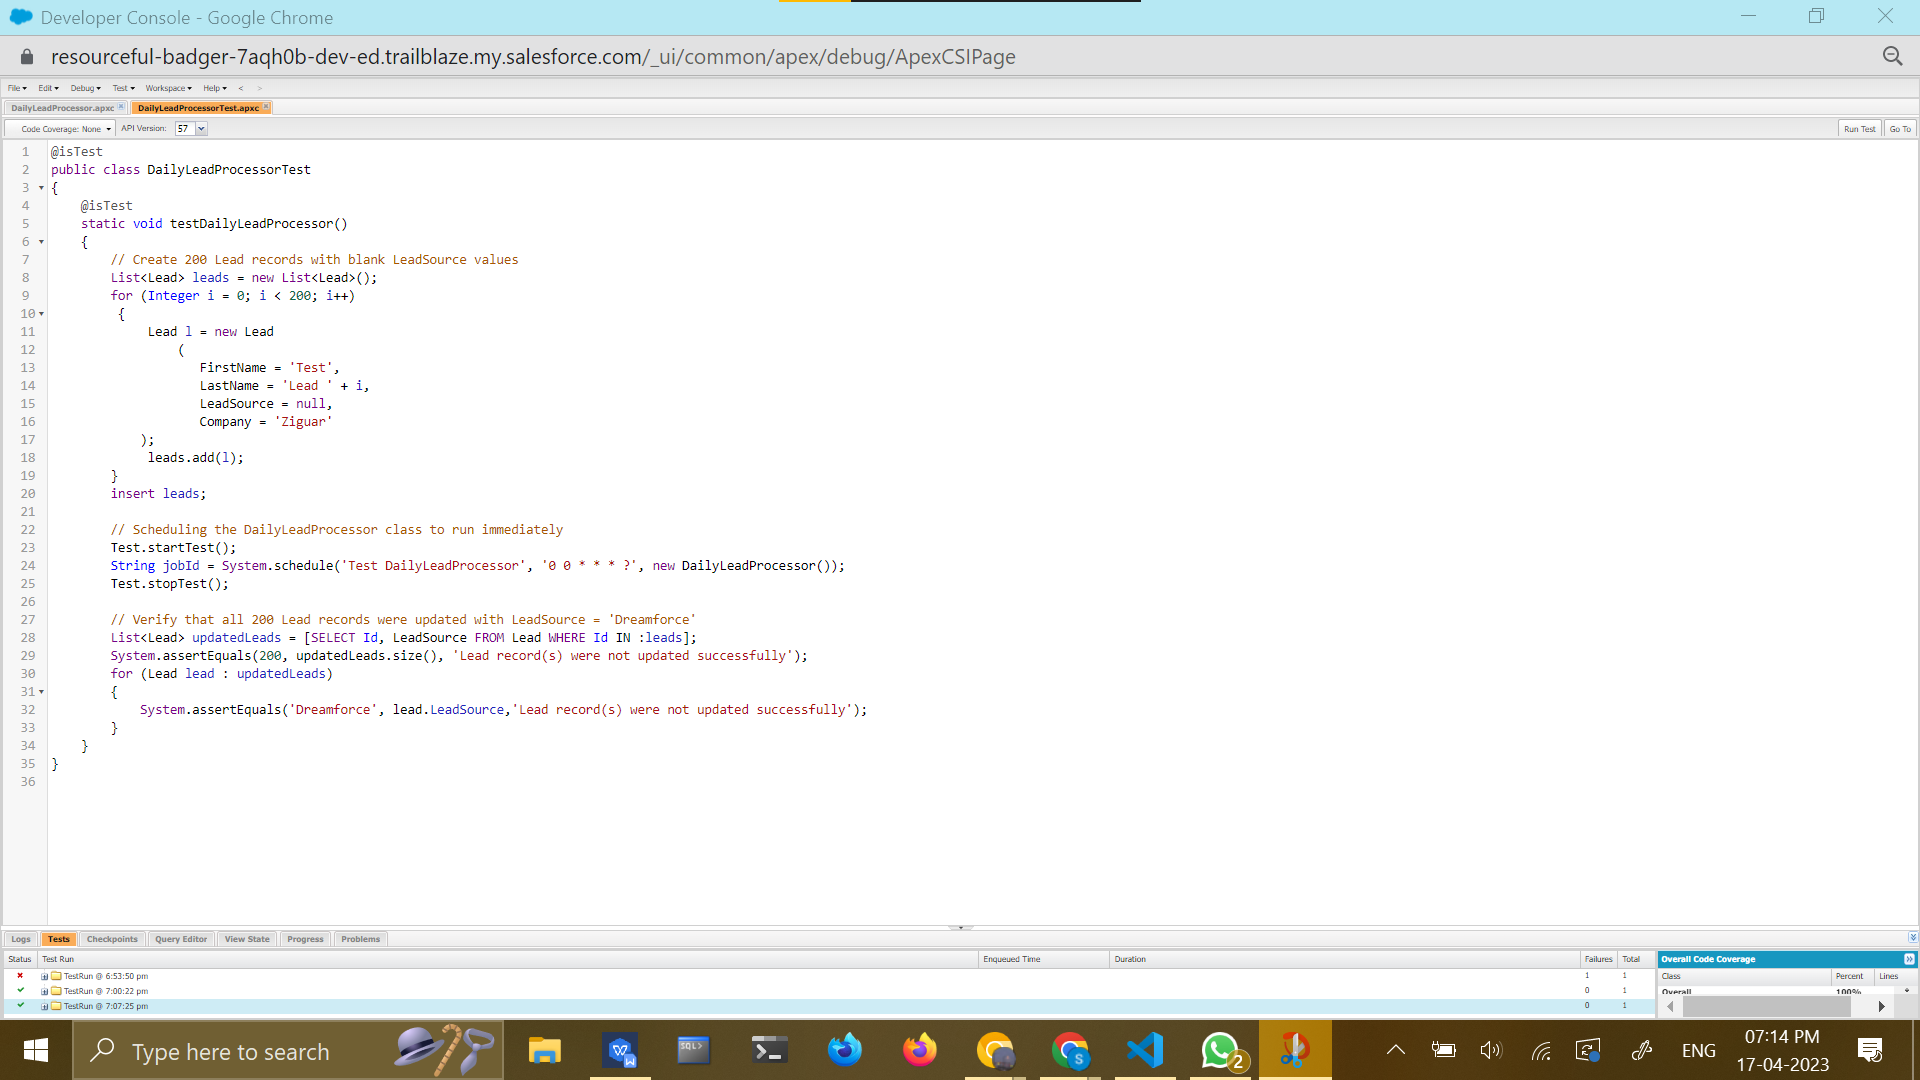 Developer Console - Google Chrome
resourceful-badger-7aqh0b-dev-ed.trailblaze.my.salesforce.com/_ui/common/apex/debug/ApexCSIPage
File Edit Debug Test Workspace Help < >
DailyLeadProcessor.apxc DailyLeadProcessorTest.apxc
Code Coverage: None API Version: 57 Run Test Go To
1 @isTest
2 public class DailyLeadProcessorTest
3 {
4 @isTest
5 static void testDailyLeadProcessor()
6 {
7 // Create 200 Lead records with blank LeadSource values
8 List<Lead> leads = new List<Lead>();
9 for (Integer i = 0; i < 200; i++)
10 {
11 Lead l = new Lead
12 (
13 FirstName = 'Test',
14 LastName = 'Lead ' + i,
15 LeadSource = null,
16 Company = 'Ziguar'
17 );
18 leads.add(l);
19 }
20 insert leads;
21
22 // Scheduling the DailyLeadProcessor class to run immediately
23 Test.startTest();
24 String jobId = System.schedule('Test DailyLeadProcessor', '0 0 * * * ?', new DailyLeadProcessor());
25 Test.stopTest();
26
27 // Verify that all 200 Lead records were updated with LeadSource = 'Dreamforce'
28 List<Lead> updatedLeads = [SELECT Id, LeadSource FROM Lead WHERE Id IN :leads];
29 System.assertEquals(200, updatedLeads.size(), 'Lead record(s) were not updated successfully');
30 for (Lead lead : updatedLeads)
31 {
32 System.assertEquals('Dreamforce', lead.LeadSource,'Lead record(s) were not updated successfully');
33 }
34 }
35 }
36
Logs Tests Checkpoints Query Editor View State Progress Problems
Status Test Run Enqueued Time Duration Failures Total
TestRun @ 6:53:50 pm 1 1
TestRun @ 7:00:22 pm 0 1
TestRun @ 7:07:25 pm 0 1
Overall Code Coverage
Class Percent Lines
Overall 100%
Type here to search
SQL>
W
S
2
ENG
07:14 PM
17-04-2023